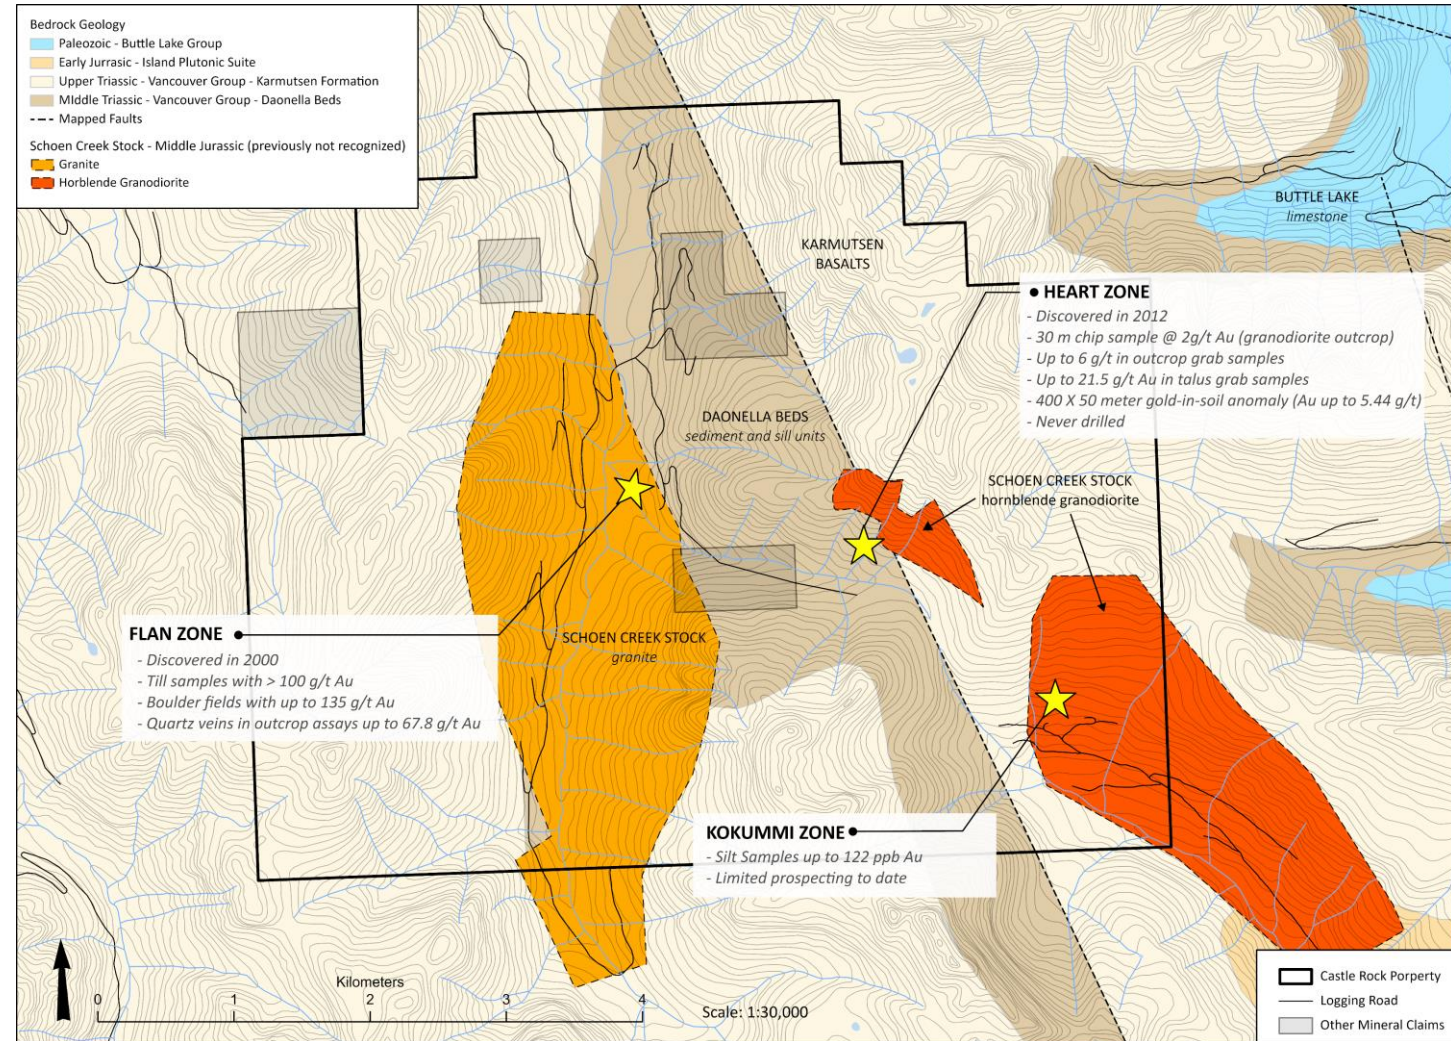 Bedrock Geology
Paleozoic - Buttle Lake Group
Early Jurrasic - Island Plutonic Suite
Upper Triassic - Vancouver Group - Karmutsen Formation
MIddle Triassic - Vancouver Group - Daonella Beds
Mapped Faults
Schoen Creek Stock - Middle Jurassic (previously not recognized)
Granite
Horblende Granodiorite
BUTTLE LAKE
limestone
KARMUTSEN
BASALTS
HEART ZONE
- Discovered in 2012
- 30 m chip sample @ 2g/t Au (granodiorite outcrop)
- Up to 6 g/t in outcrop grab samples
- Up to 21.5 g/t Au in talus grab samples
- 400 X 50 meter gold-in-soil anomaly (Au up to 5.44 g/t)
- Never drilled
DAONELLA BEDS
sediment and sill units
SCHOEN CREEK STOCK
hornblende granodiorite
FLAN ZONE
- Discovered in 2000
- Till samples with > 100 g/t Au
- Boulder fields with up to 135 g/t Au
- Quartz veins in outcrop assays up to 67.8 g/t Au
SCHOEN CREEK STOCK
granite
KOKUMMI ZONE
- Silt Samples up to 122 ppb Au
- Limited prospecting to date
Kilometers
0 1 2 3 4
Scale: 1:30,000
Castle Rock Porperty
Logging Road
Other Mineral Claims